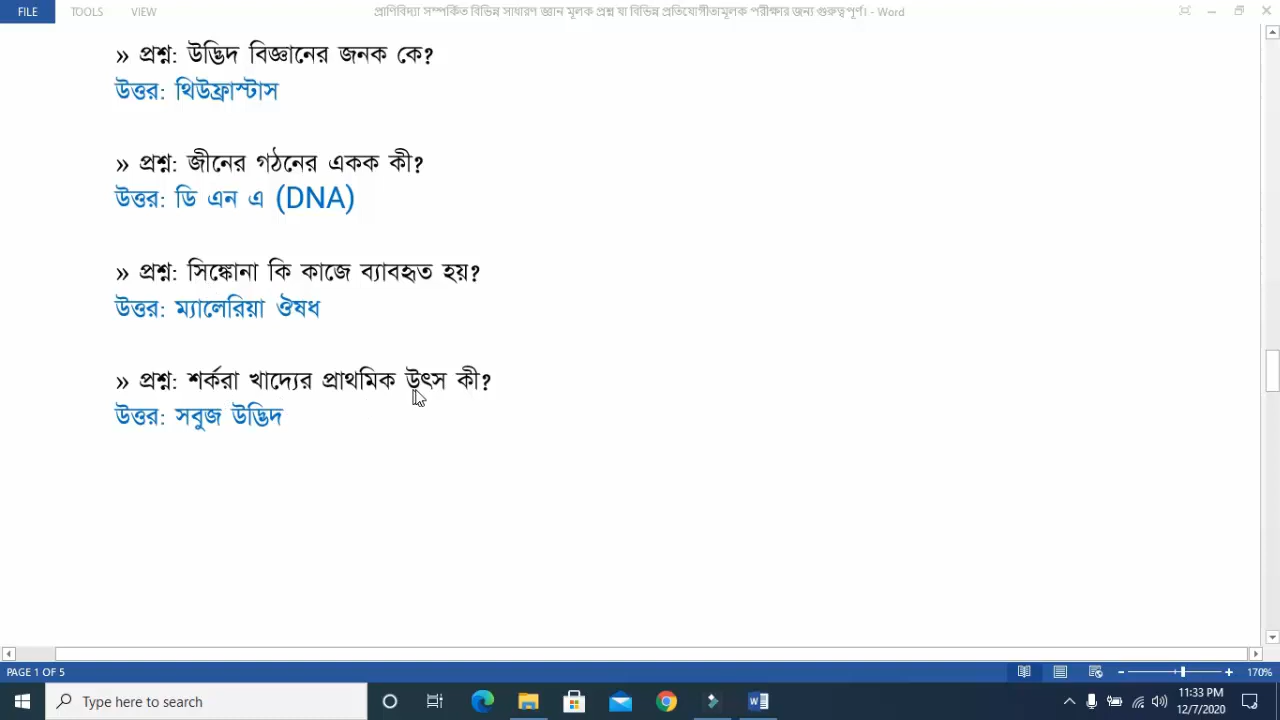 FILE TOOLS VIEW প্রাণিবিদ্যা সম্পর্কিত বিভিন্ন সাধারণ জ্ঞান মূলক প্রশ্ন যা বিভিন্ন প্রতিযোগীতামূলক পরীক্ষার জন্য গুরুত্বপূর্ণ। - Word
» প্রশ্ন: উদ্ভিদ বিজ্ঞানের জনক কে?
উত্তর: থিউফ্রাস্টাস
» প্রশ্ন: জীনের গঠনের একক কী?
উত্তর: ডি এন এ (DNA)
» প্রশ্ন: সিঙ্কোনা কি কাজে ব্যাবহৃত হয়?
উত্তর: ম্যালেরিয়া ঔষধ
» প্রশ্ন: শর্করা খাদ্যের প্রাথমিক উৎস কী?
উত্তর: সবুজ উদ্ভিদ
PAGE 1 OF 5 170%
Type here to search 11:33 PM
12/7/2020